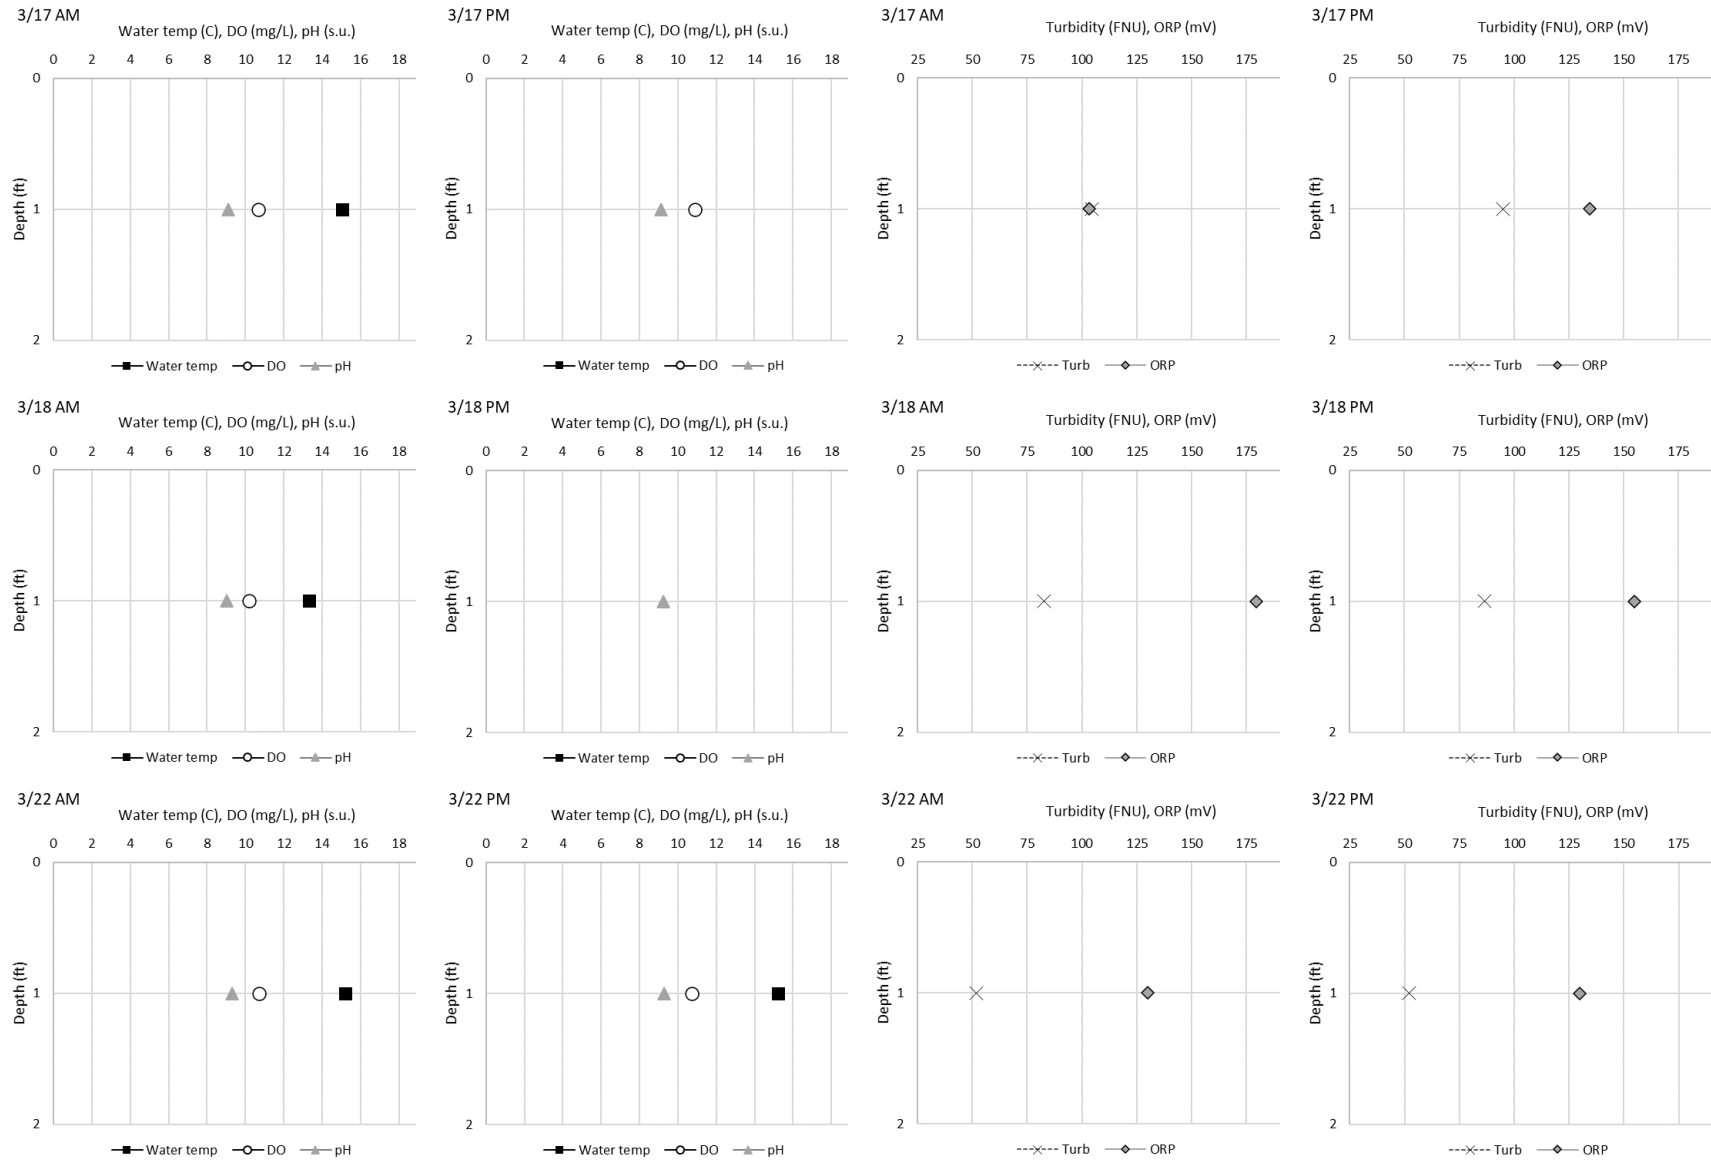 3/17 AM
Water temp (C), DO (mg/L), pH (s.u.)
0 2 4 6 8 10 12 14 16 18
0
1
2
Depth (ft)
Water temp DO pH
3/17 PM
Water temp (C), DO (mg/L), pH (s.u.)
0 2 4 6 8 10 12 14 16 18
0
1
2
Depth (ft)
Water temp DO pH
3/17 AM
Turbidity (FNU), ORP (mV)
25 50 75 100 125 150 175
0
1
2
Depth (ft)
Turb ORP
3/17 PM
Turbidity (FNU), ORP (mV)
25 50 75 100 125 150 175
0
1
2
Depth (ft)
Turb ORP
3/18 AM
Water temp (C), DO (mg/L), pH (s.u.)
0 2 4 6 8 10 12 14 16 18
0
1
2
Depth (ft)
Water temp DO pH
3/18 PM
Water temp (C), DO (mg/L), pH (s.u.)
0 2 4 6 8 10 12 14 16 18
0
1
2
Depth (ft)
Water temp DO pH
3/18 AM
Turbidity (FNU), ORP (mV)
25 50 75 100 125 150 175
0
1
2
Depth (ft)
Turb ORP
3/18 PM
Turbidity (FNU), ORP (mV)
25 50 75 100 125 150 175
0
1
2
Depth (ft)
Turb ORP
3/22 AM
Water temp (C), DO (mg/L), pH (s.u.)
0 2 4 6 8 10 12 14 16 18
0
1
2
Depth (ft)
Water temp DO pH
3/22 PM
Water temp (C), DO (mg/L), pH (s.u.)
0 2 4 6 8 10 12 14 16 18
0
1
2
Depth (ft)
Water temp DO pH
3/22 AM
Turbidity (FNU), ORP (mV)
25 50 75 100 125 150 175
0
1
2
Depth (ft)
Turb ORP
3/22 PM
Turbidity (FNU), ORP (mV)
25 50 75 100 125 150 175
0
1
2
Depth (ft)
Turb ORP